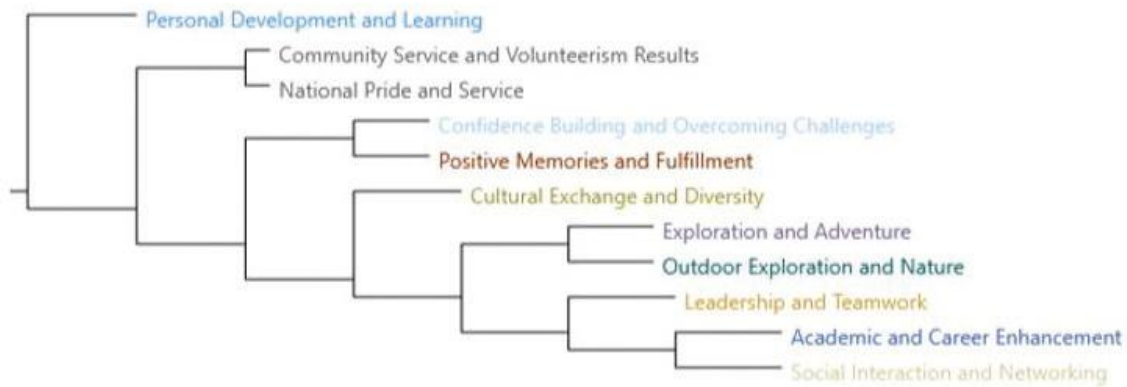 Personal Development and Learning
Community Service and Volunteerism Results
National Pride and Service
Confidence Building and Overcoming Challenges
Positive Memories and Fulfillment
Cultural Exchange and Diversity
Exploration and Adventure
Outdoor Exploration and Nature
Leadership and Teamwork
Academic and Career Enhancement
Social Interaction and Networking